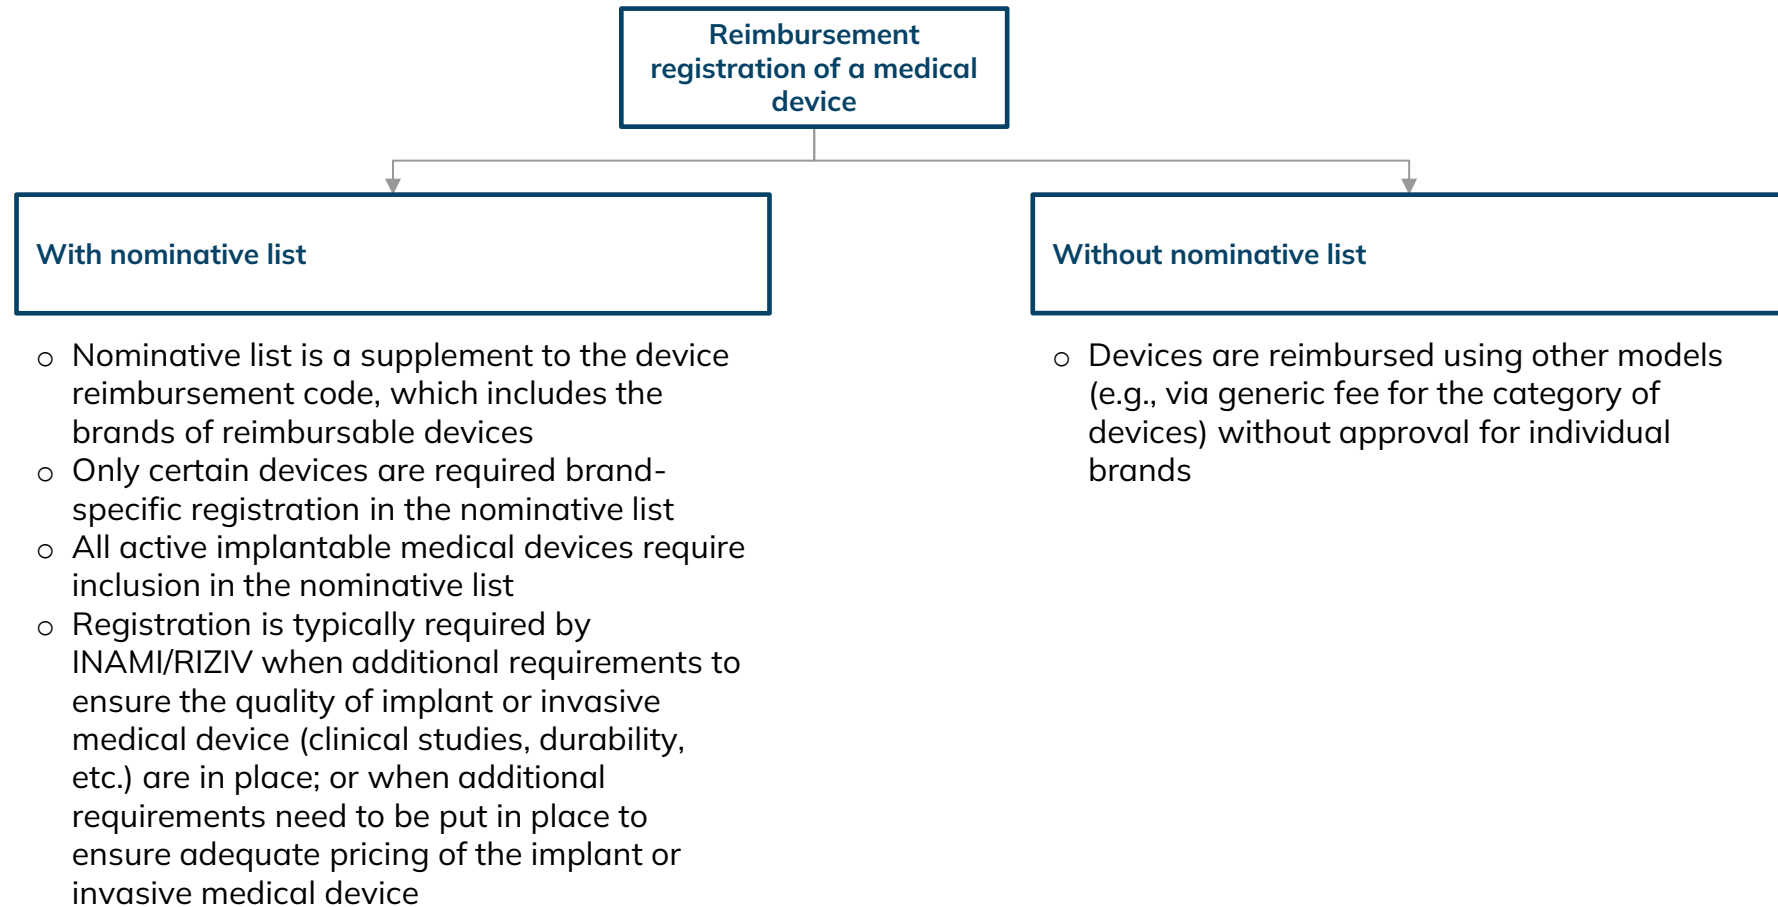 Reimbursement
registration of a medical
device
With nominative list
○ Nominative list is a supplement to the device
reimbursement code, which includes the
brands of reimbursable devices
○ Only certain devices are required brand-
specific registration in the nominative list
○ All active implantable medical devices require
inclusion in the nominative list
○ Registration is typically required by
INAMI/RIZIV when additional requirements to
ensure the quality of implant or invasive
medical device (clinical studies, durability,
etc.) are in place; or when additional
requirements need to be put in place to
ensure adequate pricing of the implant or
invasive medical device
Without nominative list
○ Devices are reimbursed using other models
(e.g., via generic fee for the category of
devices) without approval for individual
brands